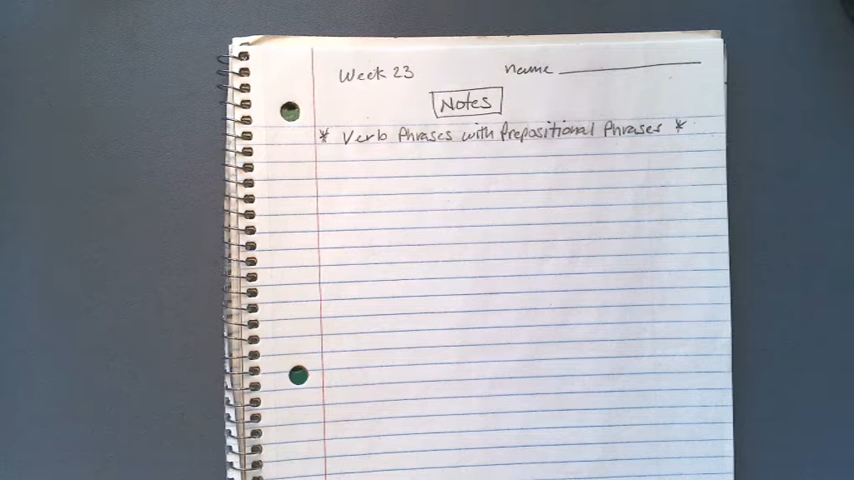 Week 23 name
Notes
* Verb Phrases with Prepositional Phrases *